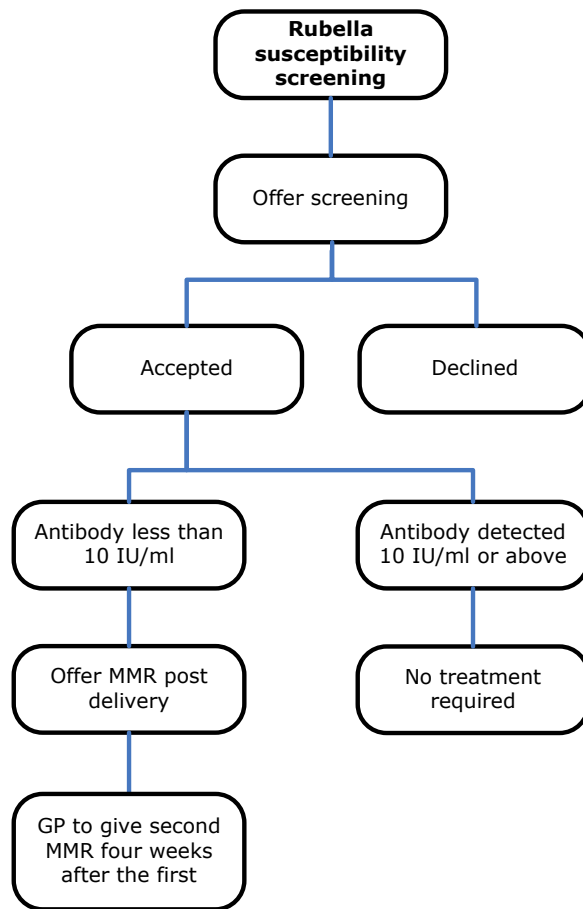 Rubella
susceptibility
screening
Offer screening
Accepted
Declined
Antibody less than
10 IU/ml
Antibody detected
10 IU/ml or above
Offer MMR post
delivery
No treatment
required
GP to give second
MMR four weeks
after the first